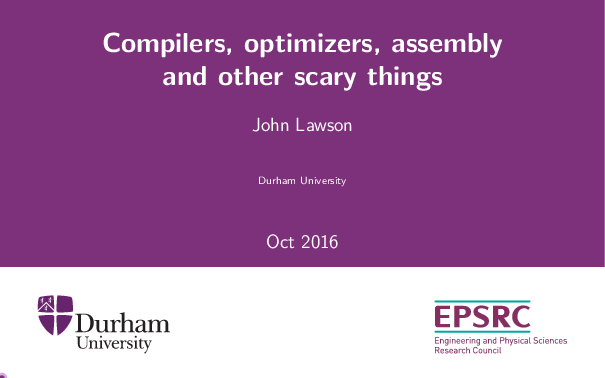 Compilers, optimizers, assembly
and other scary things
John Lawson
Durham University
Oct 2016
Durham
University
EPSRC
Engineering and Physical Sciences
Research Council